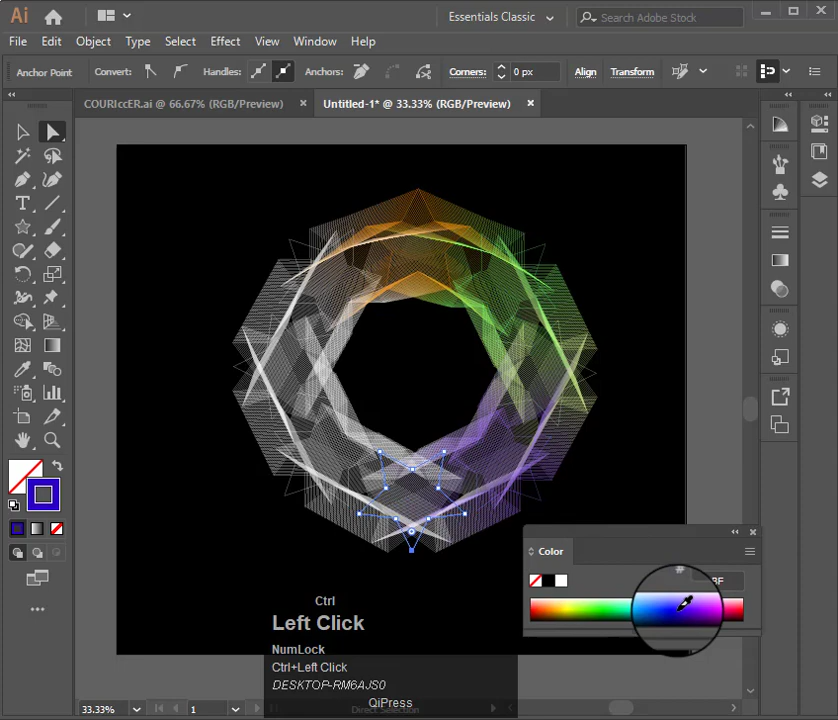 Ai
Essentials Classic
Search Adobe Stock
File Edit Object Type Select Effect View Window Help
Anchor Point Convert: Handles: Anchors: Corners: 0 px Align Transform
COURIccER.ai @ 66.67% (RGB/Preview) × Untitled-1* @ 33.33% (RGB/Preview) ×
Color
#
Ctrl
Left Click
NumLock
Ctrl+Left Click
DESKTOP-RM6AJS0
QiPress
33.33% 1 Direct Selection